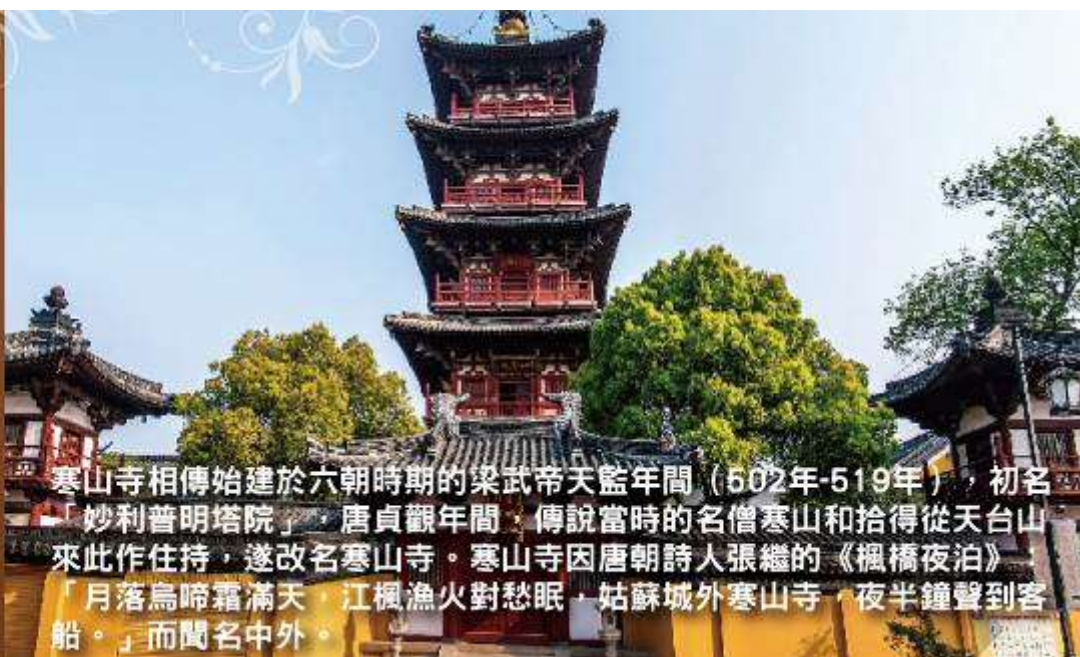 寒山寺相傳始建於六朝時期的梁武帝天監年間（502年-519年），初名
「妙利普明塔院」，唐貞觀年間，傳說當時的名僧寒山和拾得從天台山
來此作住持，遂改名寒山寺。寒山寺因唐朝詩人張繼的《楓橋夜泊》
「月落烏啼霜滿天，江楓漁火對愁眠，姑蘇城外寒山寺，夜半鐘聲到客
船。」而聞名中外。